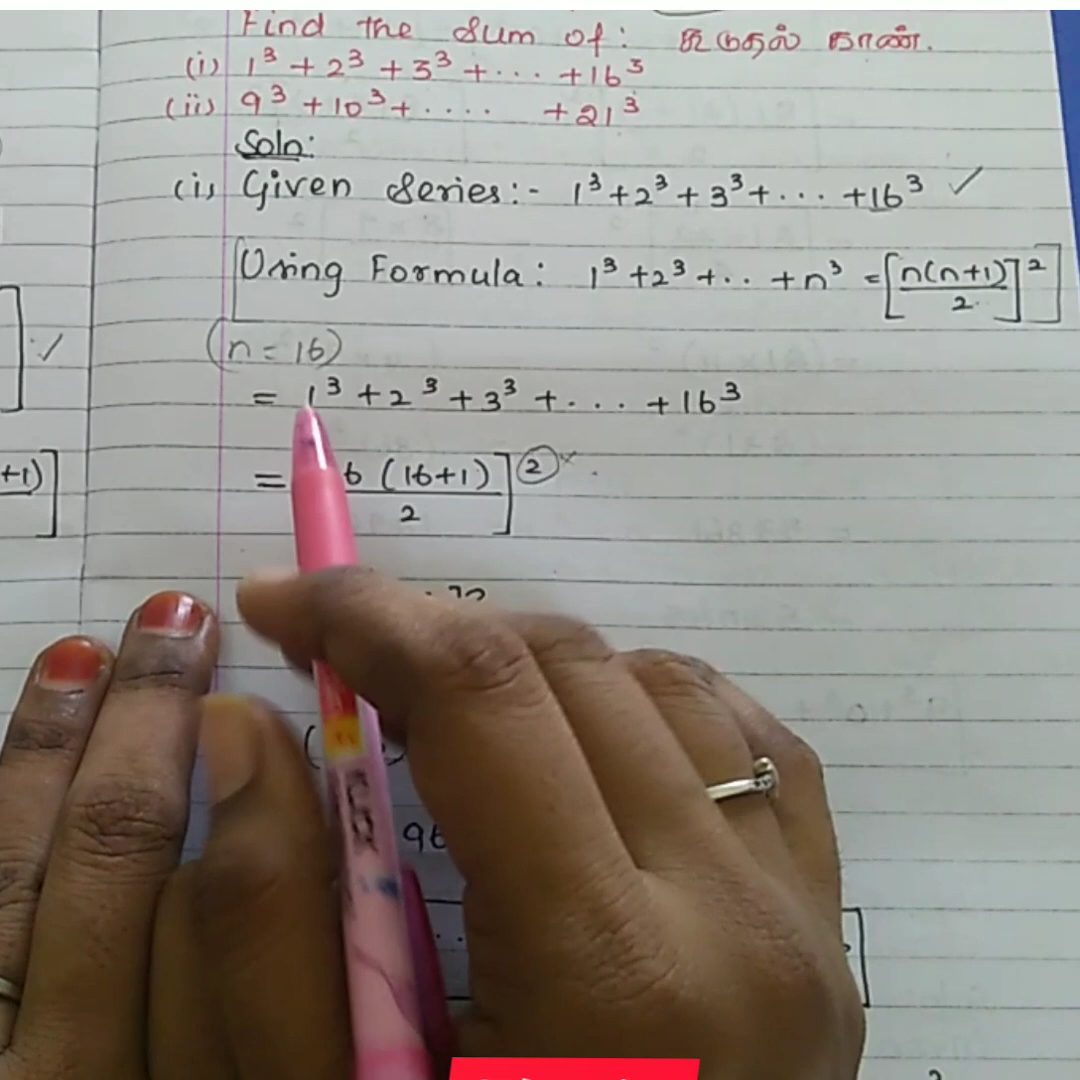 Find the Sum of: கூடுதல் காண்.
(i) 1³ + 2³ + 3³ + ... + 16³
(ii) 9³ + 10³ + .... + 21³
Soln:
(i) Given Series:- 1³ + 2³ + 3³ + ... + 16³ ✓
Using Formula: 1³ + 2³ + .. + n³ = [n(n+1)/2]²
(n = 16)
= 1³ + 2³ + 3³ + ... + 16³
+1)] = 6 (16+1)/2]²